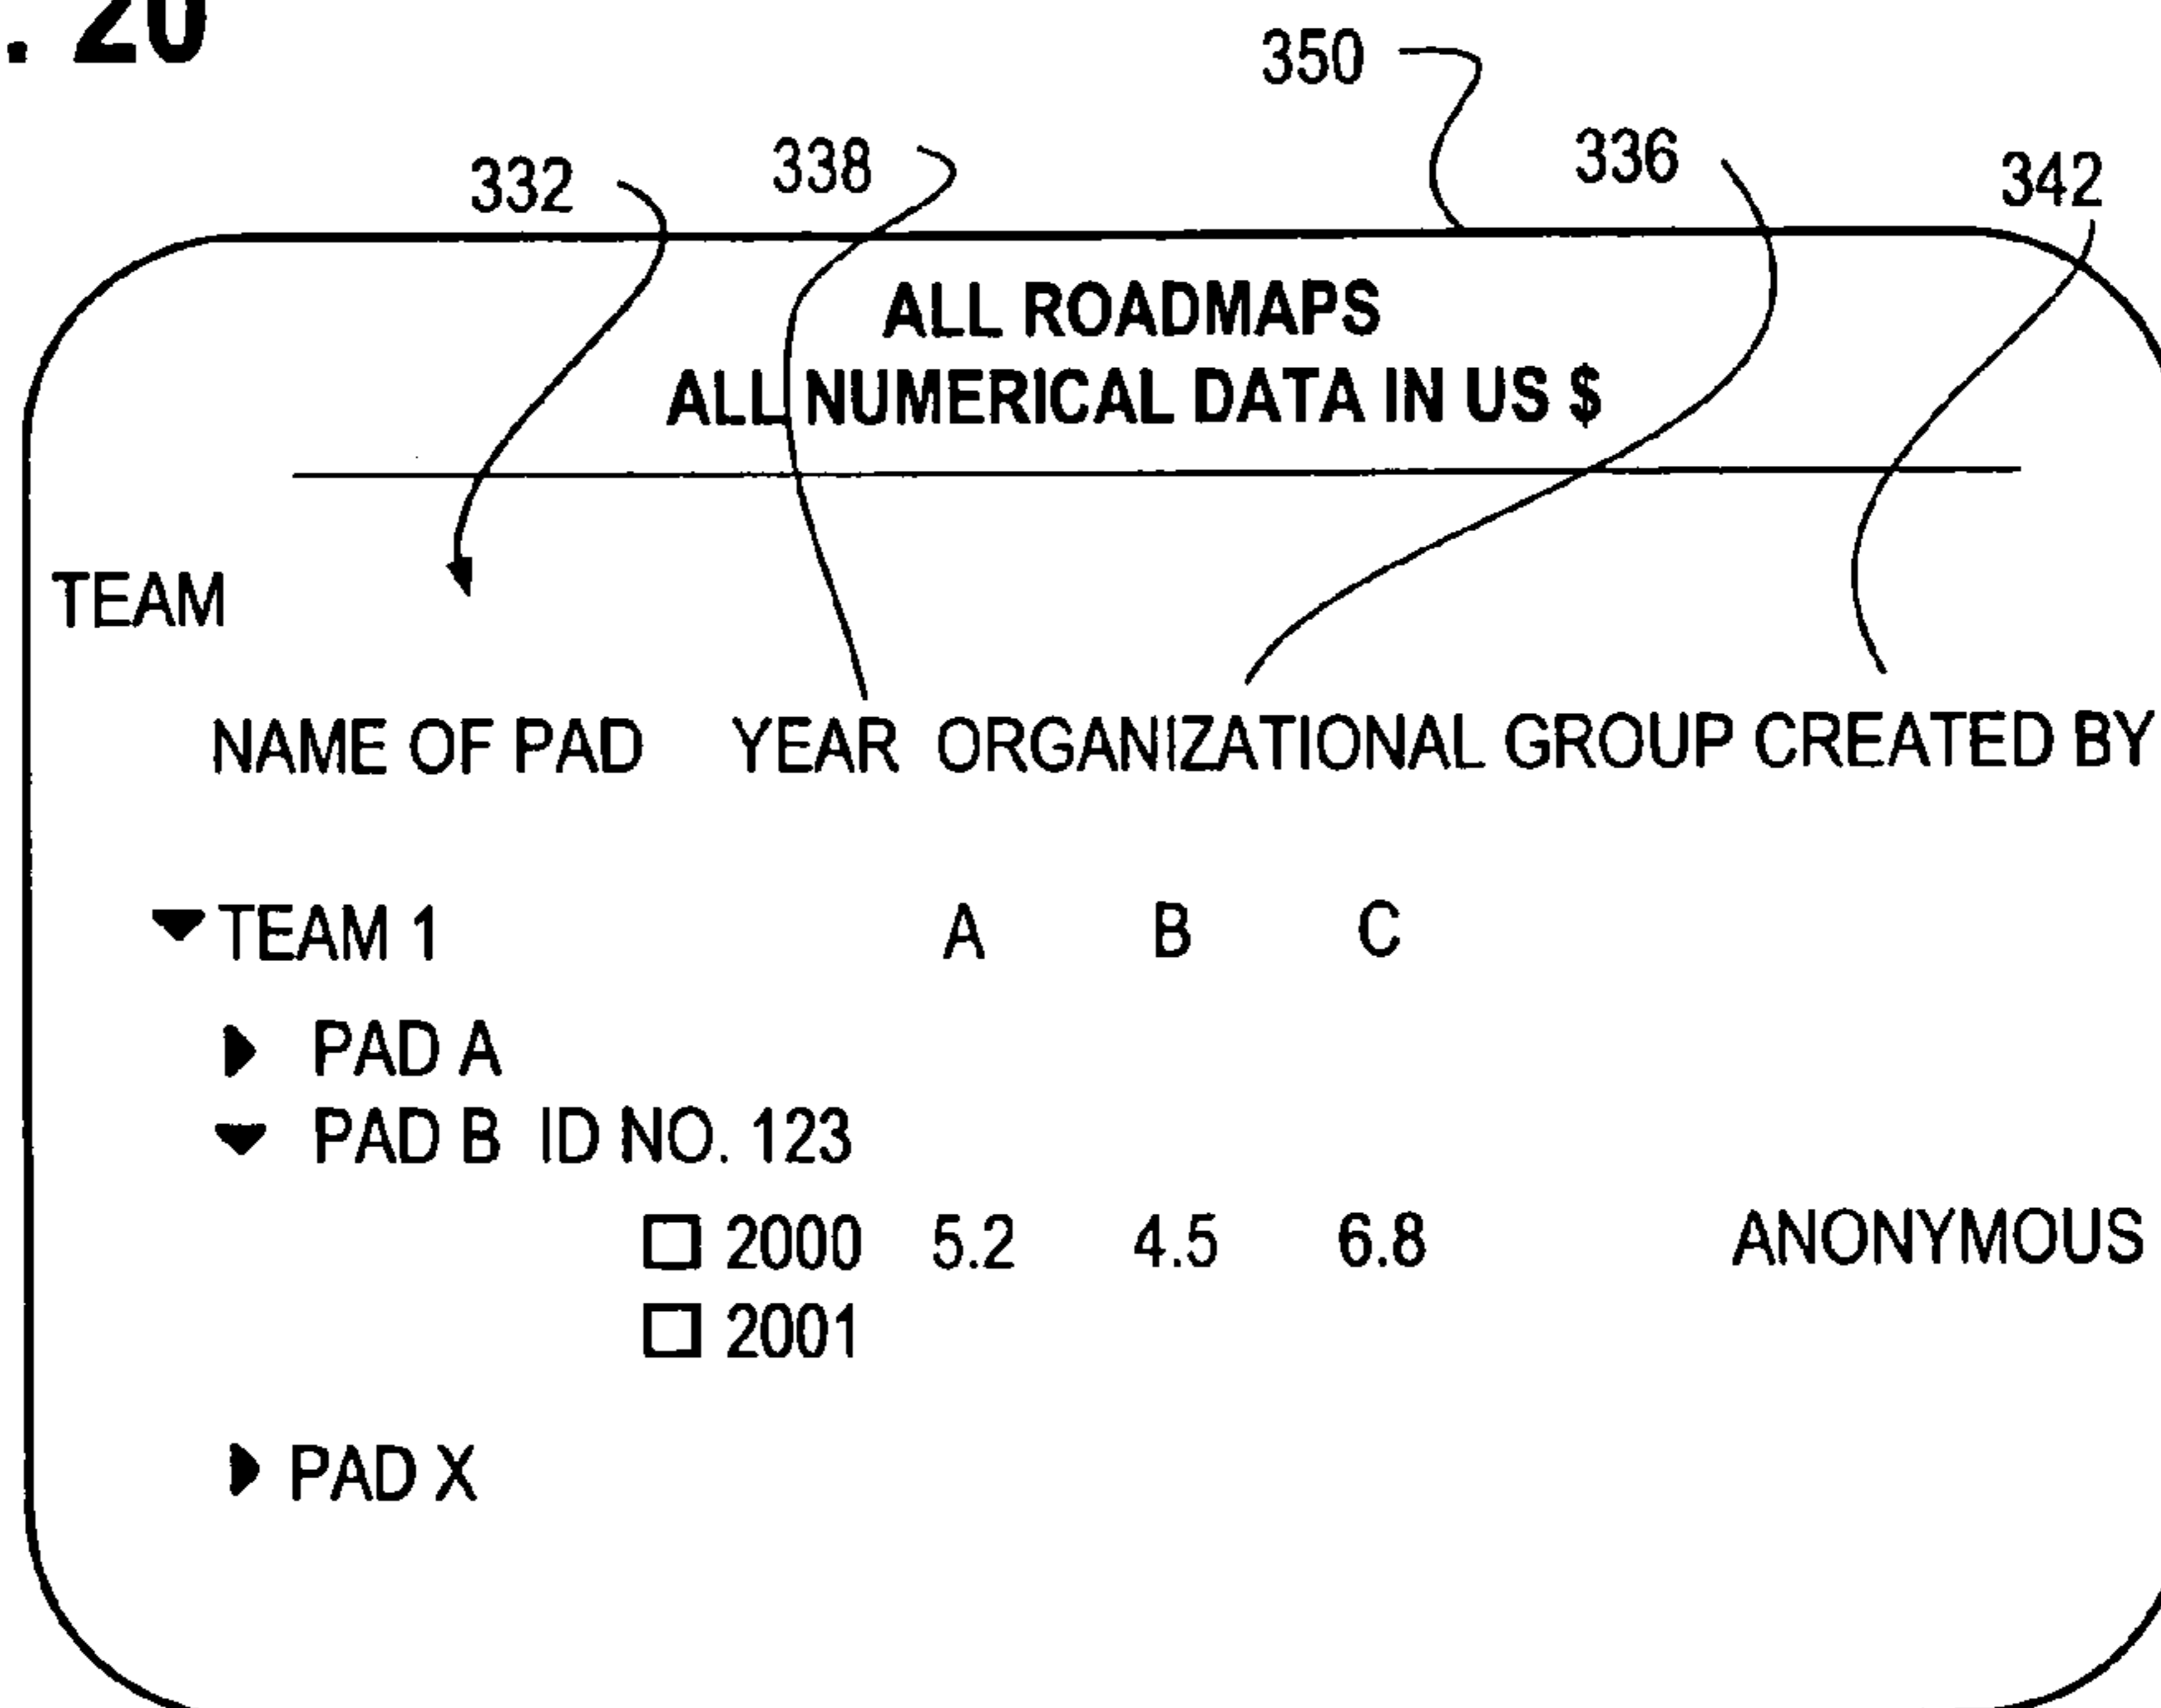 . 20
350
332 338 336 342
ALL ROADMAPS
ALL NUMERICAL DATA IN US $
TEAM
NAME OF PAD YEAR ORGANIZATIONAL GROUP CREATED BY
TEAM 1 A B C
PAD A
PAD B ID NO. 123
2000 5.2 4.5 6.8 ANONYMOUS
2001
PAD X